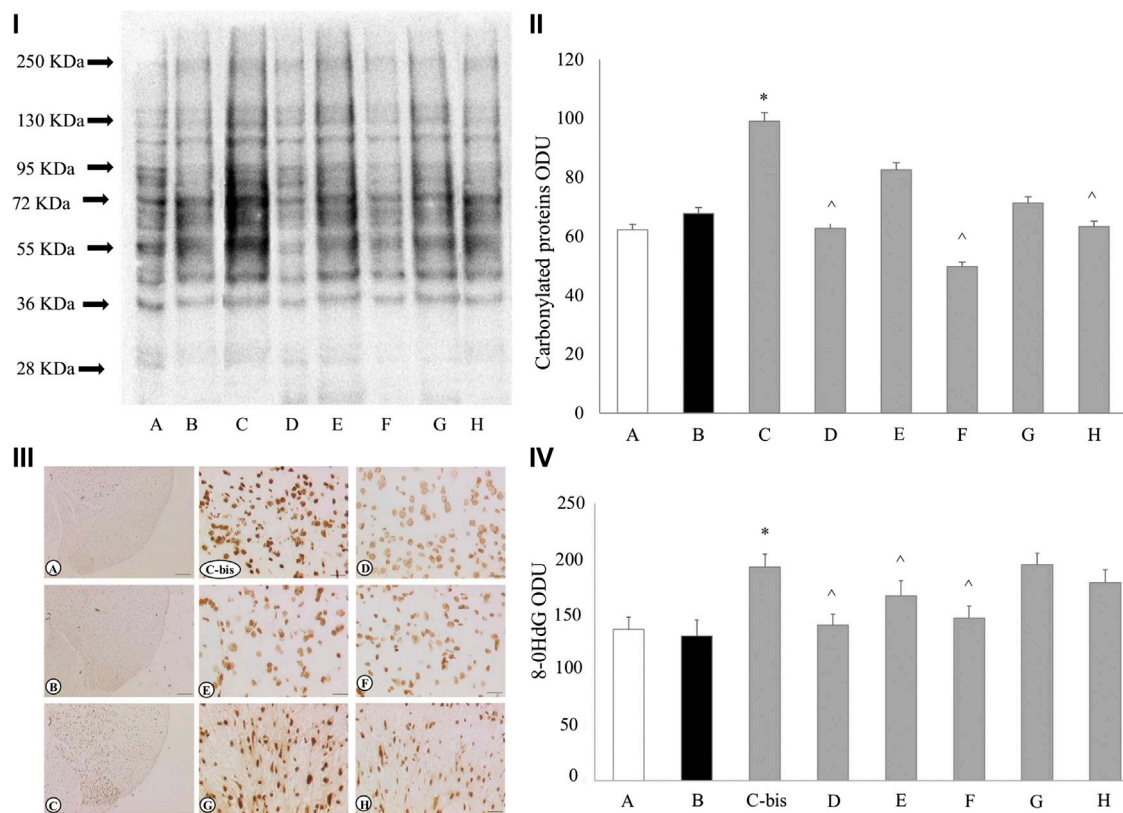 I
250 KDa
130 KDa
95 KDa
72 KDa
55 KDa
36 KDa
28 KDa
A B C D E F G H
II
Carbonylated proteins ODU
120
100
80
60
40
20
0
*
^
^
^
A B C D E F G H
III
A
C-bis
D
B
E
F
C
G
H
IV
8-0HdG ODU
250
200
150
100
50
0
*
^
^
^
A B C-bis D E F G H